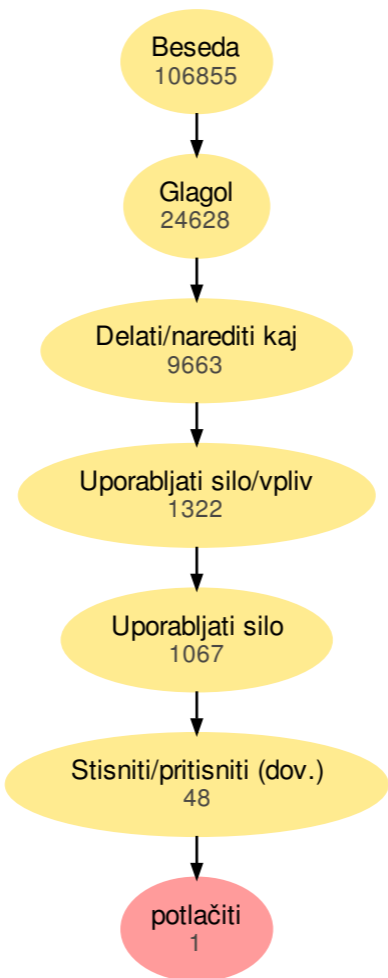 Beseda
106855
Glagol
24628
Delati/narediti kaj
9663
Uporabljati silo/vpliv
1322
Uporabljati silo
1067
Stisniti/pritisniti (dov.)
48
potlačiti
1